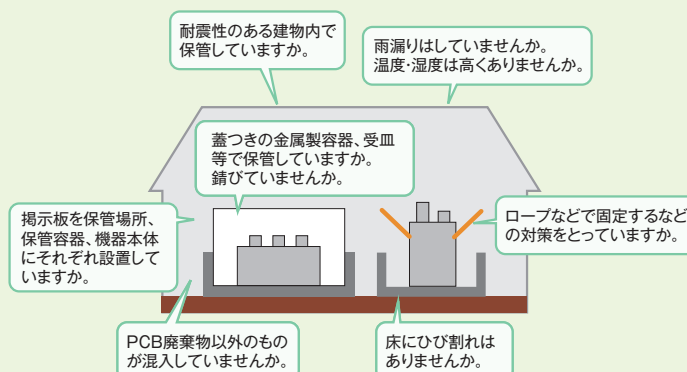 耐震性のある建物内で
保管していますか。
雨漏りはしていませんか。
温度・湿度は高くありませんか。
蓋つきの金属製容器、受皿
等で保管していますか。
錆びていませんか。
掲示板を保管場所、
保管容器、機器本体
にそれぞれ設置して
いますか。
ロープなどで固定するなど
の対策をとっていますか。
PCB廃棄物以外のもの
が混入していませんか。
床にひび割れは
ありませんか。